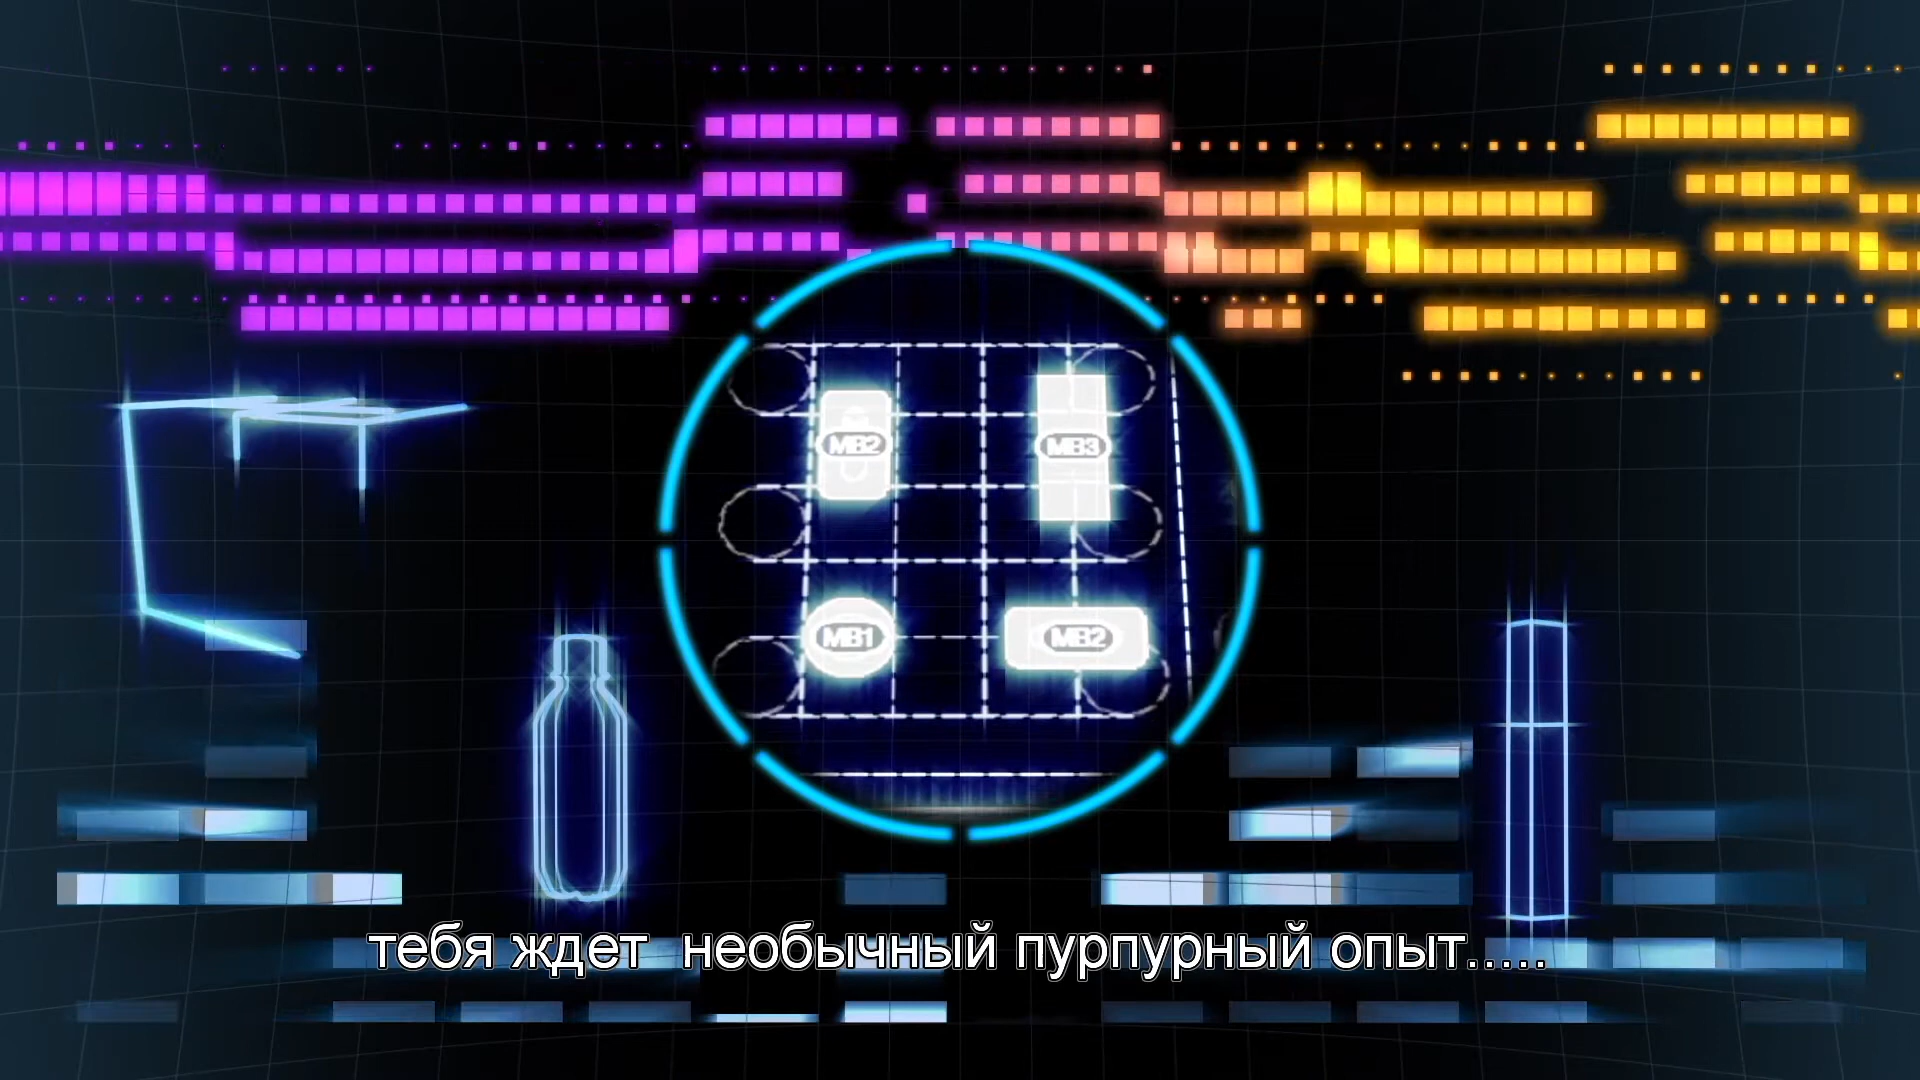 MB2
MB3
MB1
MB2
тебя ждет необычный пурпурный опыт.....